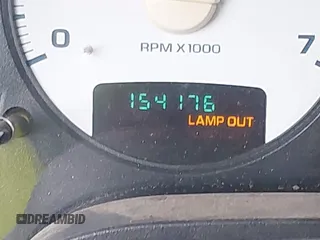 0 7
RPM X1000
154176
LAMP OUT
DREAMBID